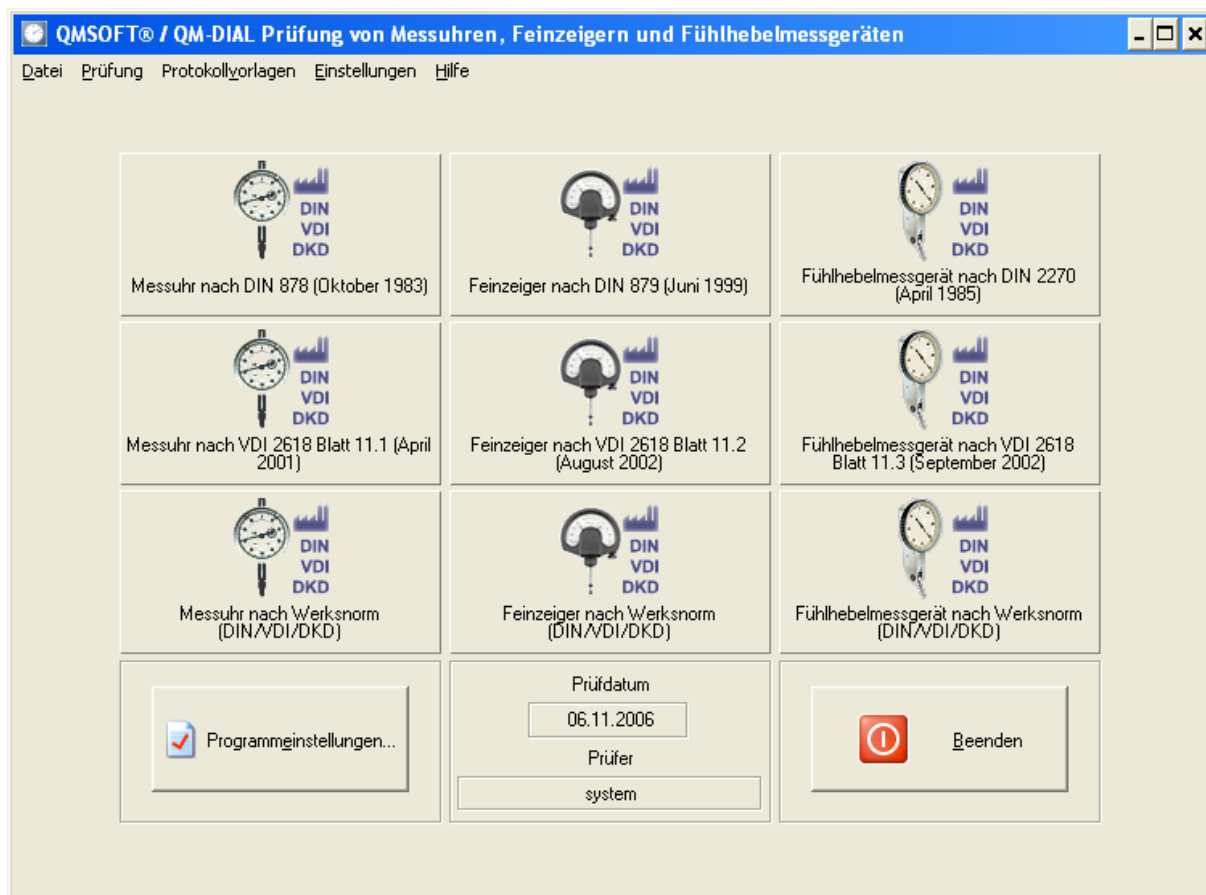 QMSOFT® / QM-DIAL Prüfung von Messuhren, Feinzeigern und Fühlhebelmessgeräten
Datei Prüfung Protokollvorlagen Einstellungen Hilfe
DIN
VDI
DKD
Messuhr nach DIN 878 (Oktober 1983)
DIN
VDI
DKD
Feinzeiger nach DIN 879 (Juni 1999)
DIN
VDI
DKD
Fühlhebelmessgerät nach DIN 2270
(April 1985)
DIN
VDI
DKD
Messuhr nach VDI 2618 Blatt 11.1 (April
2001)
DIN
VDI
DKD
Feinzeiger nach VDI 2618 Blatt 11.2
(August 2002)
DIN
VDI
DKD
Fühlhebelmessgerät nach VDI 2618
Blatt 11.3 (September 2002)
DIN
VDI
DKD
Messuhr nach Werksnorm
(DIN/VDI/DKD)
DIN
VDI
DKD
Feinzeiger nach Werksnorm
(DIN/VDI/DKD)
DIN
VDI
DKD
Fühlhebelmessgerät nach Werksnorm
(DIN/VDI/DKD)
Programmeinstellungen...
Prüfdatum
06.11.2006
Prüfer
system
Beenden